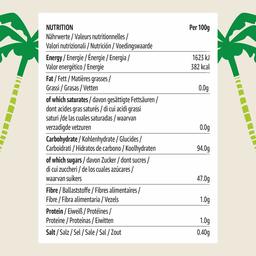 NUTRITION Per 100g
Nährwerte / Valeurs nutritionnelles /
Valori nutrizionali / Nutrición / Voedingswaarde
Energy / Energie / Énergie / Energia / 1623 kJ
Valor energético / Energie 382 kcal
Fat / Fett / Matières grasses /
Grassi / Grasas / Vetten 0.0g
of which saturates / davon gesättigte Fettsäuren /
dont acides gras saturés / di cui acidi grassi
saturi /de las cuales saturadas / waarvan
verzadigde vetzuren 0.0g
Carbohydrate / Kohlenhydrate / Glucides /
Carboidrati / Hidratos de carbono / Koolhydraten 94.0g
of which sugars / davon Zucker / dont sucres /
di cui zuccheri / de los cuales azúcares /
waarvan suikers 47.0g
Fibre / Ballaststoffe / Fibres alimentaires /
Fibre / Fibra alimentaria / Vezels 1.0g
Protein / Eiweiß / Protéines /
Proteine / Proteínas / Eiwitten 1.0g
Salt / Salz / Sel / Sale / Sal / Zout 0.40g